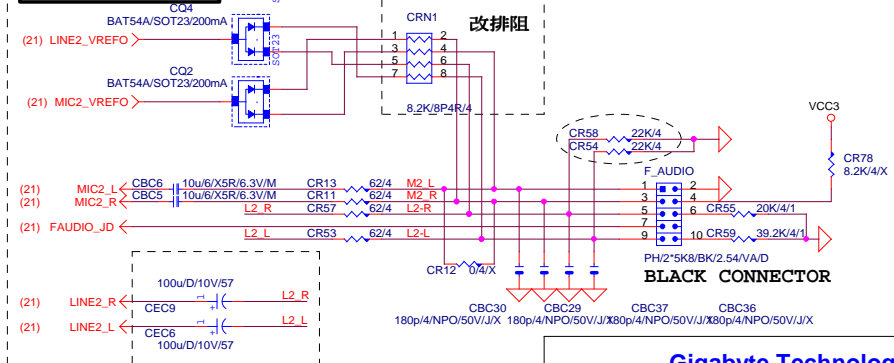 CQ4
BAT54A/SOT23/200mA
(21) LINE2_VREFO
SOT23
CQ2
BAT54A/SOT23/200mA
(21) MIC2_VREFO
CRN1
改排阻
1 2
3 4
5 6
7 8
8.2K/8P4R/4
VCC3
CR58 22K/4
CR54 22K/4
CR78
8.2K/4/X
F_AUDIO
(21) MIC2_L CBC6 10u/6/X5R/6.3V/M CR13 62/4 M2_L 1 2
(21) MIC2_R CBC5 10u/6/X5R/6.3V/M CR11 62/4 M2_R 3 4
L2_R CR57 62/4 L2-R 5 6 CR55 20K/4/1
(21) FAUDIO_JD 7
L2_L CR53 62/4 L2-L 9 10 CR59 39.2K/4/1
PH/2*5K8/BK/2.54/VA/D
BLACK CONNECTOR
CR12 0/4/X
100u/D/10V/57
(21) LINE2_R 1 + L2_R
CEC9
(21) LINE2_L 1 + L2_L
CEC6
100u/D/10V/57
CBC30 CBC29 CBC37 CBC36
180p/4/NPO/50V/J/X 180p/4/NPO/50V/J/X 180p/4/NPO/50V/J/X 180p/4/NPO/50V/J/X
Gigabyte Technolog